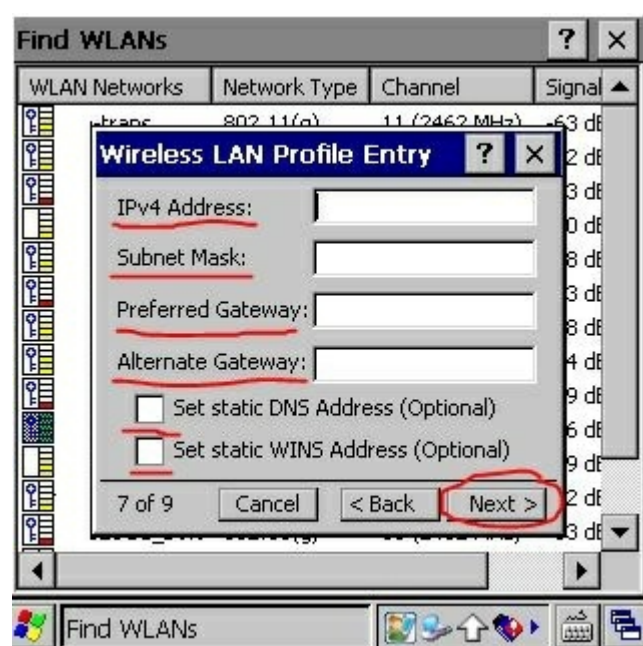 Find WLANs ? ×
WLAN Networks Network Type Channel Signal
802.11(g) 11 (2462 MHz) -63 dB
Wireless LAN Profile Entry ? ×
IPv4 Address:
Subnet Mask:
Preferred Gateway:
Alternate Gateway:
Set static DNS Address (Optional)
Set static WINS Address (Optional)
7 of 9 Cancel < Back Next >
Find WLANs